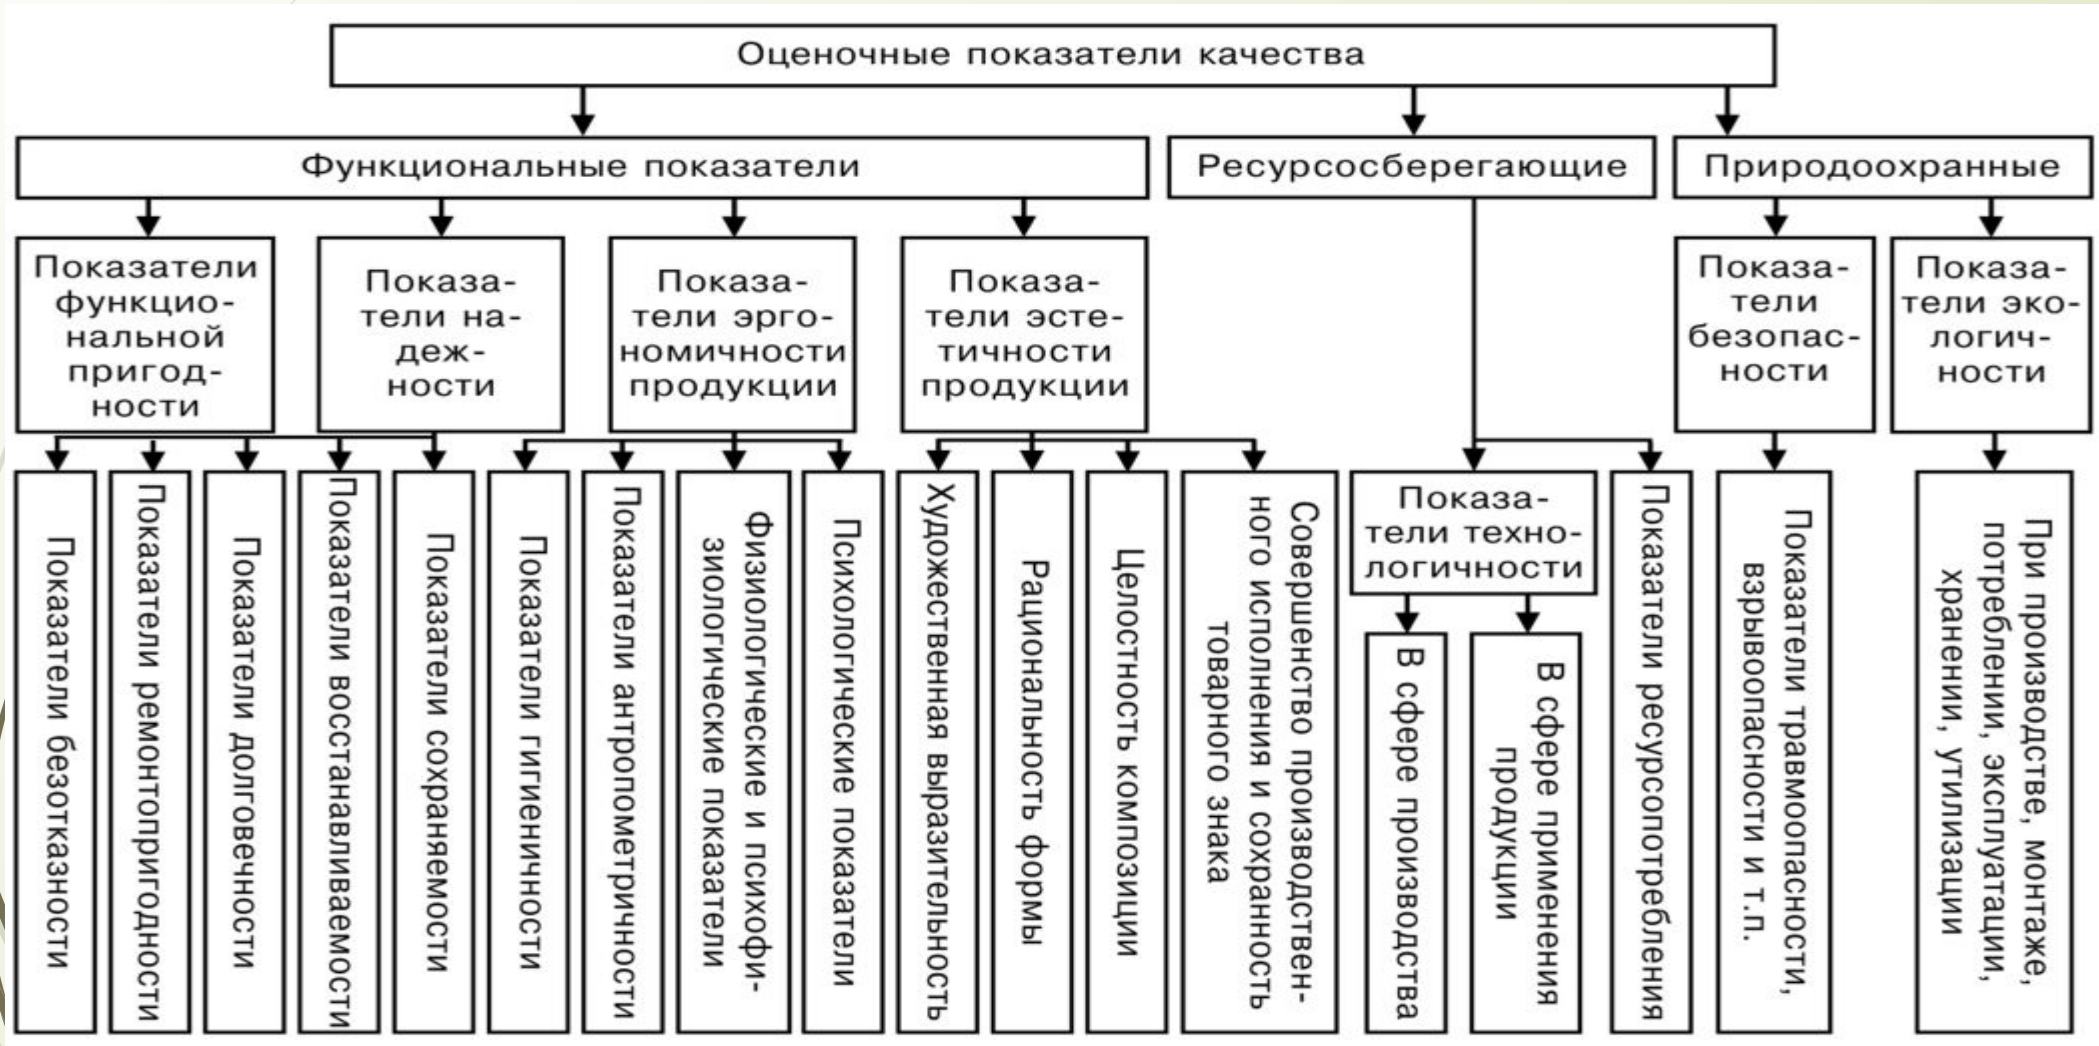 Оценочные показатели качества
Функциональные показатели
Ресурсосберегающие
Природоохранные
Показатели
функцио-
нальной
пригод-
ности
Показа-
тели на-
деж-
ности
Показа-
тели эрго-
номичности
продукции
Показа-
тели эсте-
тичности
продукции
Показа-
тели
безопас-
ности
Показа-
тели эко-
логич-
ности
Показатели безотказности
Показатели ремонтопригодности
Показатели долговечности
Показатели восстанавливаемости
Показатели сохраняемости
Показатели гигиеничности
Показатели антропометричности
Физиологические и психофи-
зиологические показатели
Психологические показатели
Художественная выразительность
Рациональность формы
Целостность композиции
Совершенство производствен-
ного исполнения и сохранность
товарного знака
Показа-
тели техно-
логичности
В сфере производства
В сфере применения
продукции
Показатели ресурсопотребления
Показатели травмоопасности,
взрывоопасности и т.п.
При производстве, монтаже,
потреблении, эксплуатации,
хранении, утилизации